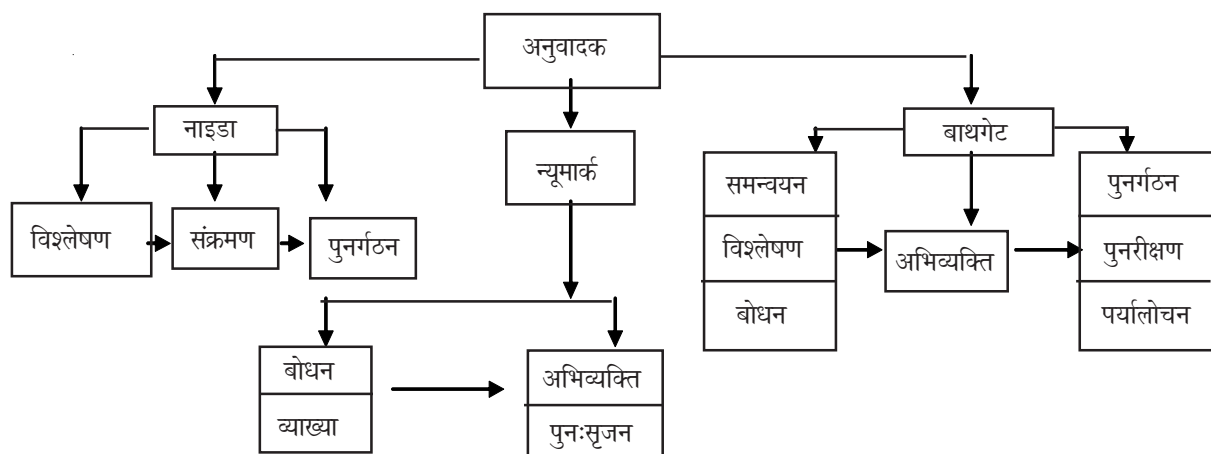 अनुवादक
नाइडा
न्यूमार्क
बाथगेट
विश्लेषण
संक्रमण
पुनर्गठन
बोधन
व्याख्या
अभिव्यक्ति
पुनःसृजन
समन्वयन
विश्लेषण
बोधन
अभिव्यक्ति
पुनर्गठन
पुनरीक्षण
पर्यालोचन